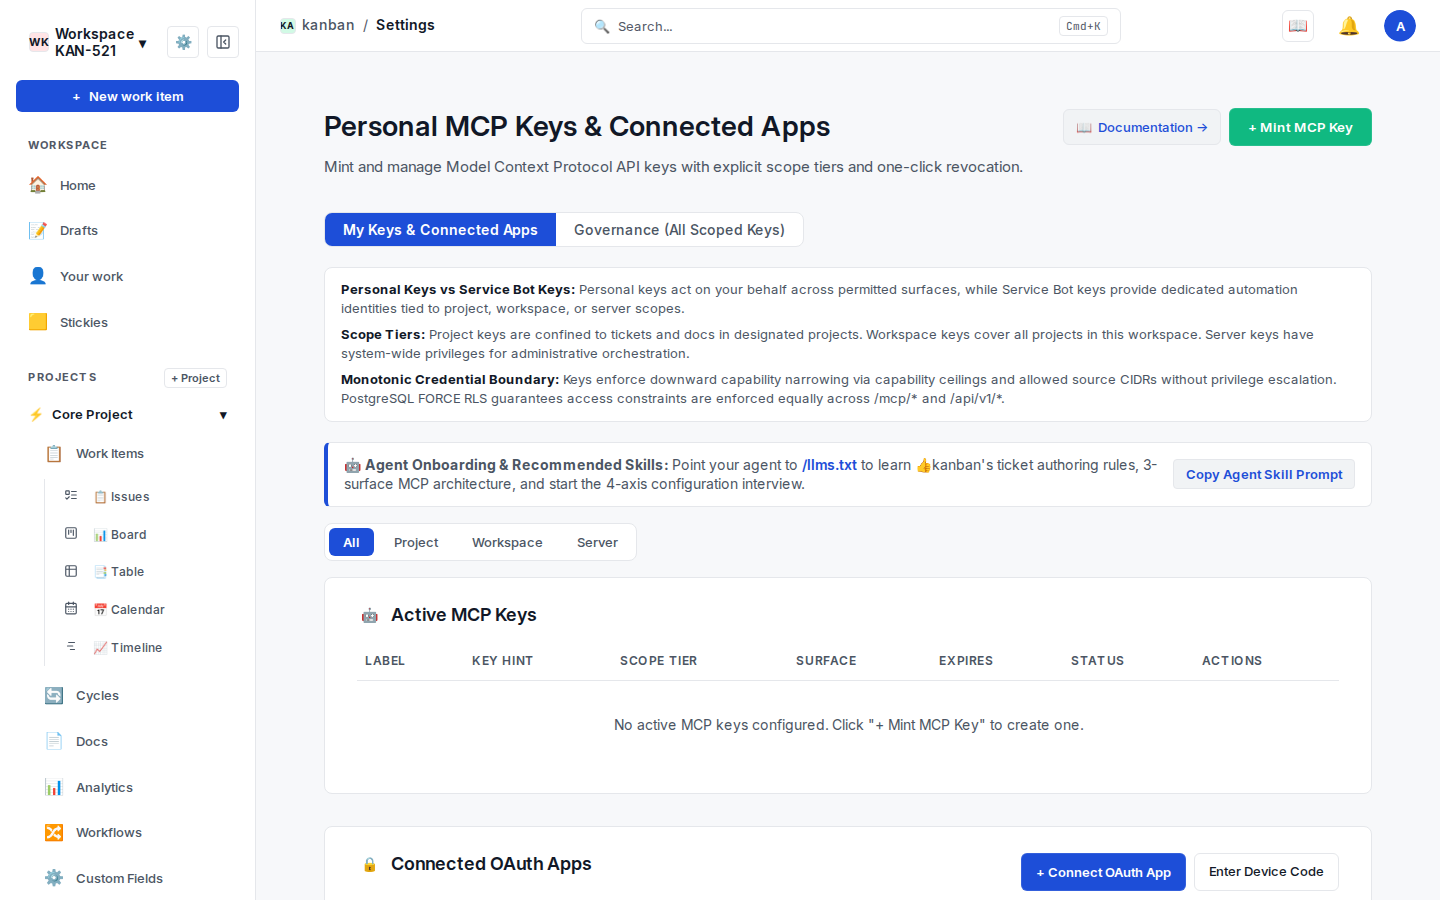 WK Workspace KAN-521 ▾
+ New work item
WORKSPACE
Home
Drafts
Your work
Stickies
PROJECTS + Project
Core Project ▾
Work Items
Issues
Board
Table
Calendar
Timeline
Cycles
Docs
Analytics
Workflows
Custom Fields
KA kanban / Settings
Search... Cmd+K
A
Personal MCP Keys & Connected Apps
Documentation →
+ Mint MCP Key
Mint and manage Model Context Protocol API keys with explicit scope tiers and one-click revocation.
My Keys & Connected Apps Governance (All Scoped Keys)
Personal Keys vs Service Bot Keys: Personal keys act on your behalf across permitted surfaces, while Service Bot keys provide dedicated automation
identities tied to project, workspace, or server scopes.
Scope Tiers: Project keys are confined to tickets and docs in designated projects. Workspace keys cover all projects in this workspace. Server keys have
system-wide privileges for administrative orchestration.
Monotonic Credential Boundary: Keys enforce downward capability narrowing via capability ceilings and allowed source CIDRs without privilege escalation.
PostgreSQL FORCE RLS guarantees access constraints are enforced equally across /mcp/* and /api/v1/*.
🤖 Agent Onboarding & Recommended Skills: Point your agent to /llms.txt to learn 👍kanban's ticket authoring rules, 3-
surface MCP architecture, and start the 4-axis configuration interview.
Copy Agent Skill Prompt
All Project Workspace Server
Active MCP Keys
LABEL KEY HINT SCOPE TIER SURFACE EXPIRES STATUS ACTIONS
No active MCP keys configured. Click "+ Mint MCP Key" to create one.
Connected OAuth Apps
+ Connect OAuth App
Enter Device Code